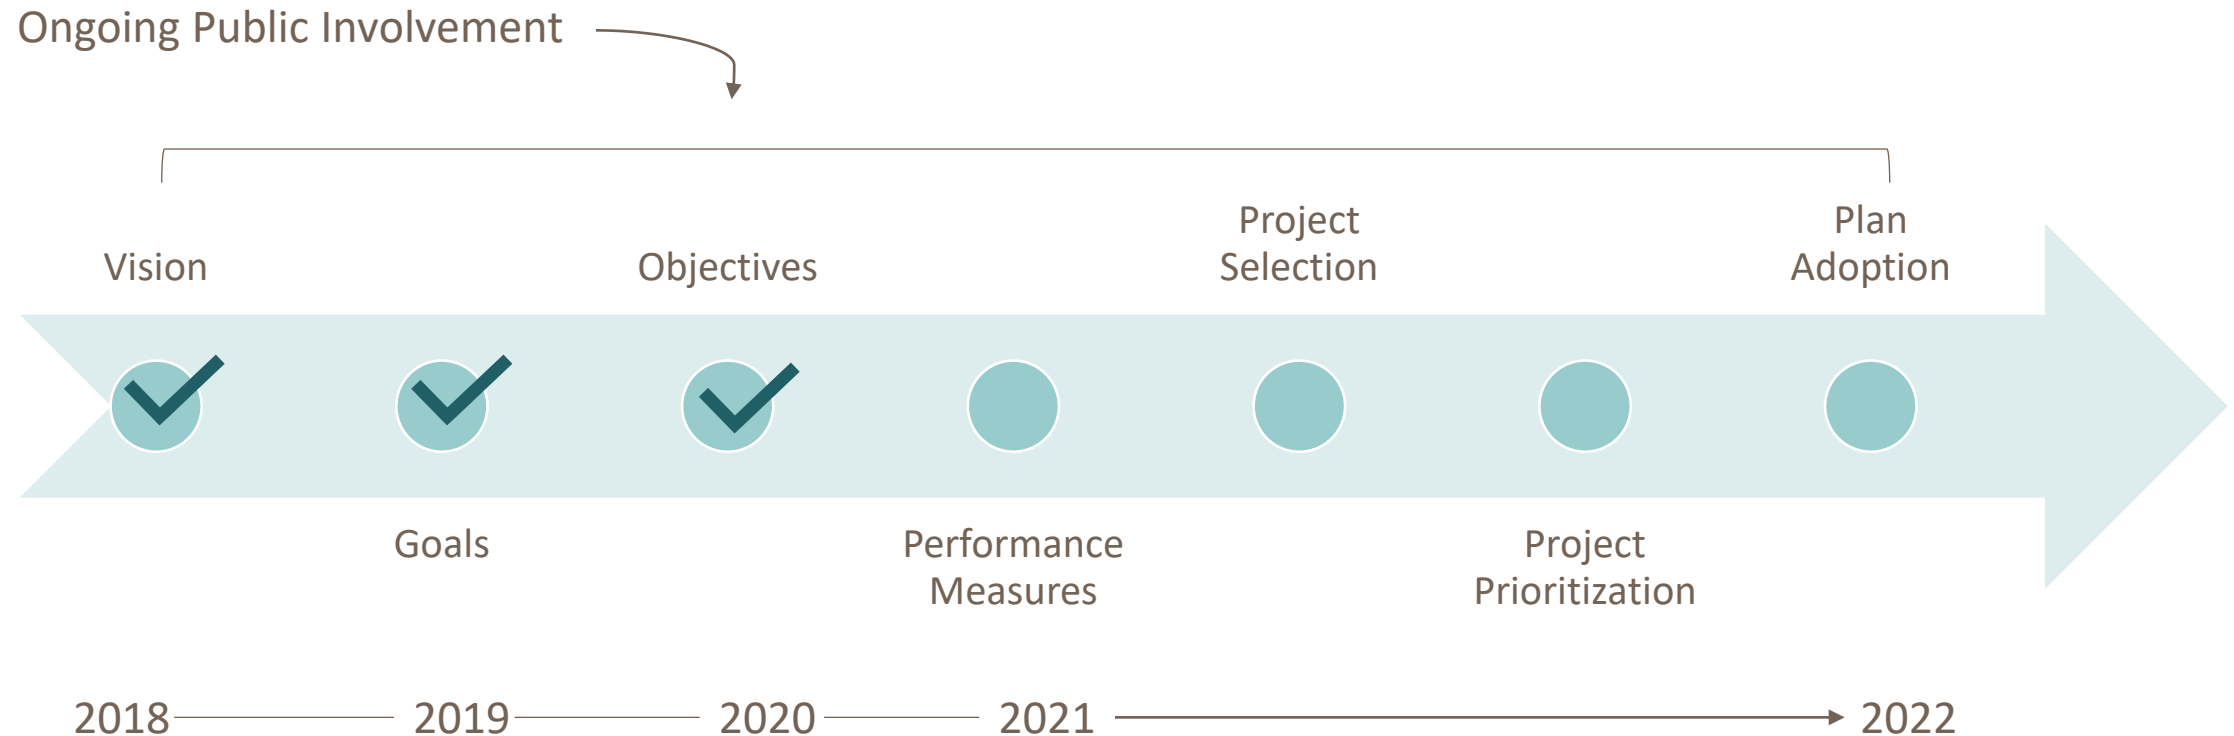 Ongoing Public Involvement
Vision
Objectives
Project
Selection
Plan
Adoption
Goals
Performance
Measures
Project
Prioritization
2018
2019
2020
2021
2022